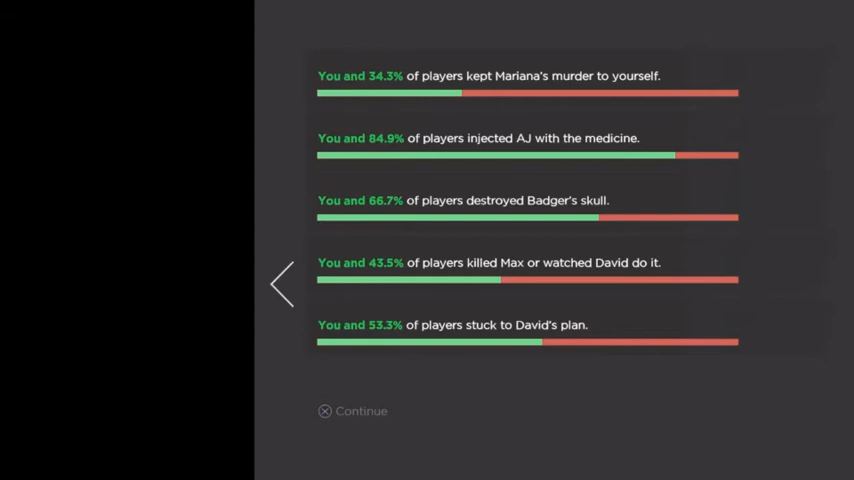 You and 34.3% of players kept Mariana's murder to yourself.
You and 84.9% of players injected AJ with the medicine.
You and 66.7% of players destroyed Badger's skull.
You and 43.5% of players killed Max or watched David do it.
You and 53.3% of players stuck to David's plan.
Continue